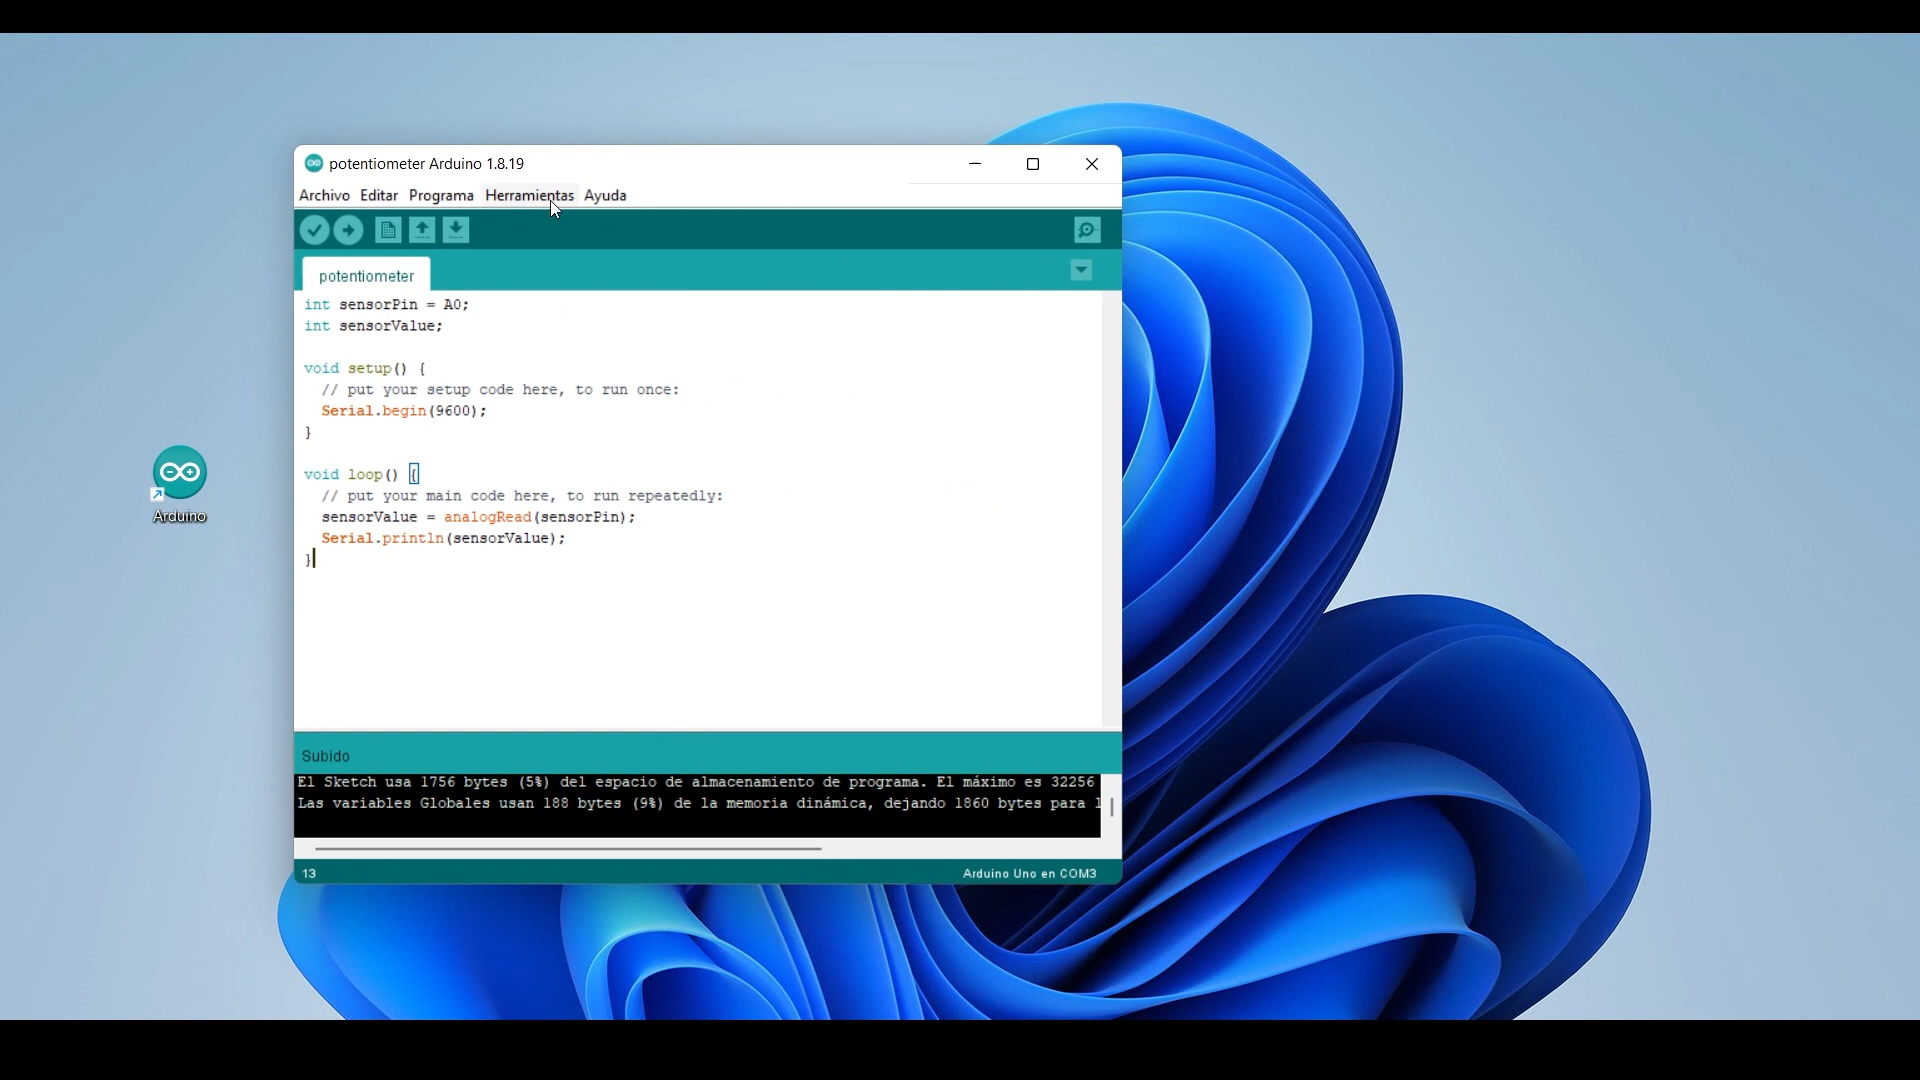 potentiometer Arduino 1.8.19
Archivo Editar Programa Herramientas Ayuda
potentiometer
int sensorPin = A0;
int sensorValue;
void setup() {
// put your setup code here, to run once:
Serial.begin(9600);
}
void loop() {
// put your main code here, to run repeatedly:
sensorValue = analogRead(sensorPin);
Serial.println(sensorValue);
}
Arduino
Subido
El Sketch usa 1756 bytes (5%) del espacio de almacenamiento de programa. El máximo es 32256
Las variables Globales usan 188 bytes (9%) de la memoria dinámica, dejando 1860 bytes para l
13
Arduino Uno en COM3